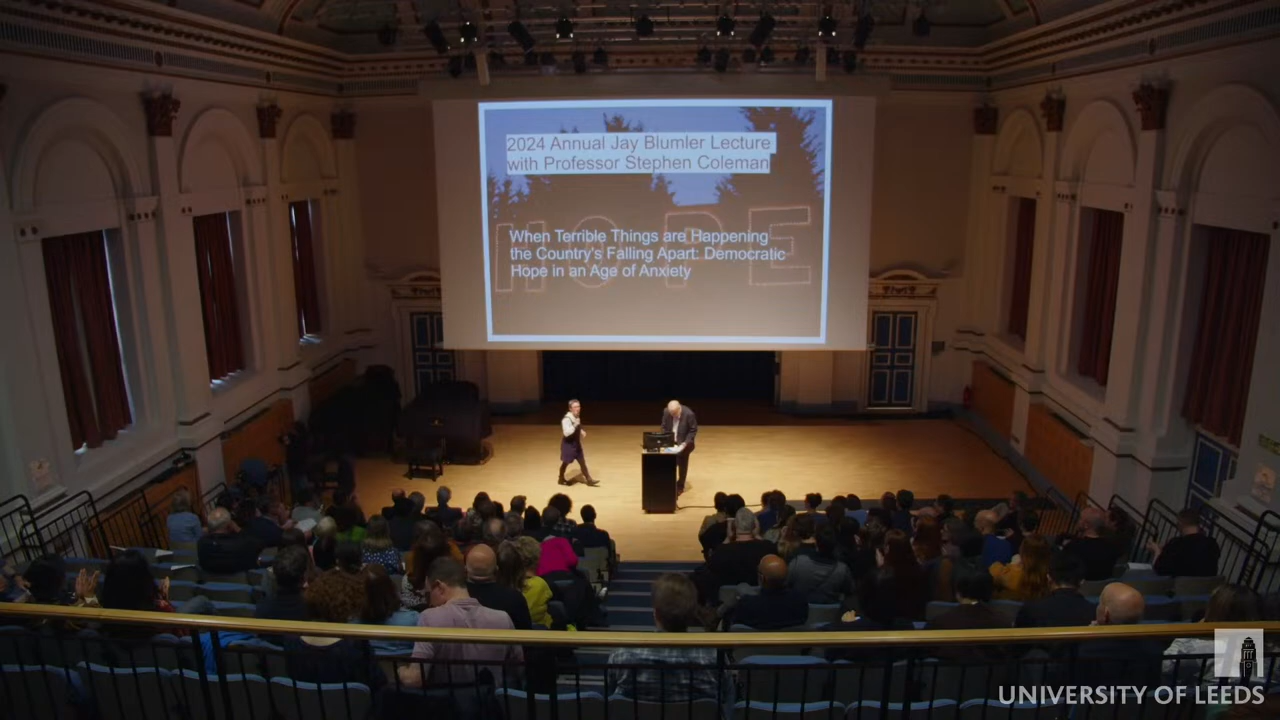 2024 Annual Jay Blumler Lecture
with Professor Stephen Coleman
HOPE
When Terrible Things are Happening
the Country's Falling Apart: Democratic
Hope in an Age of Anxiety
UNIVERSITY OF LEEDS